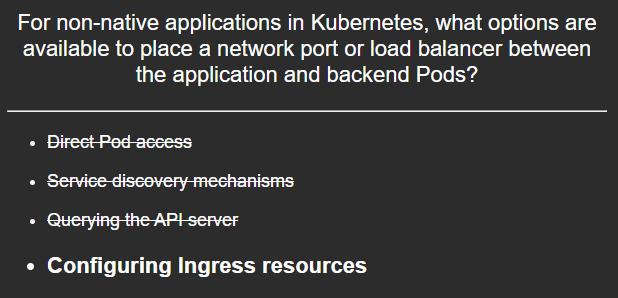 For non-native applications in Kubernetes, what options are
available to place a network port or load balancer between
the application and backend Pods?
Direct Pod access
Service discovery mechanisms
Querying the API server
Configuring Ingress resources